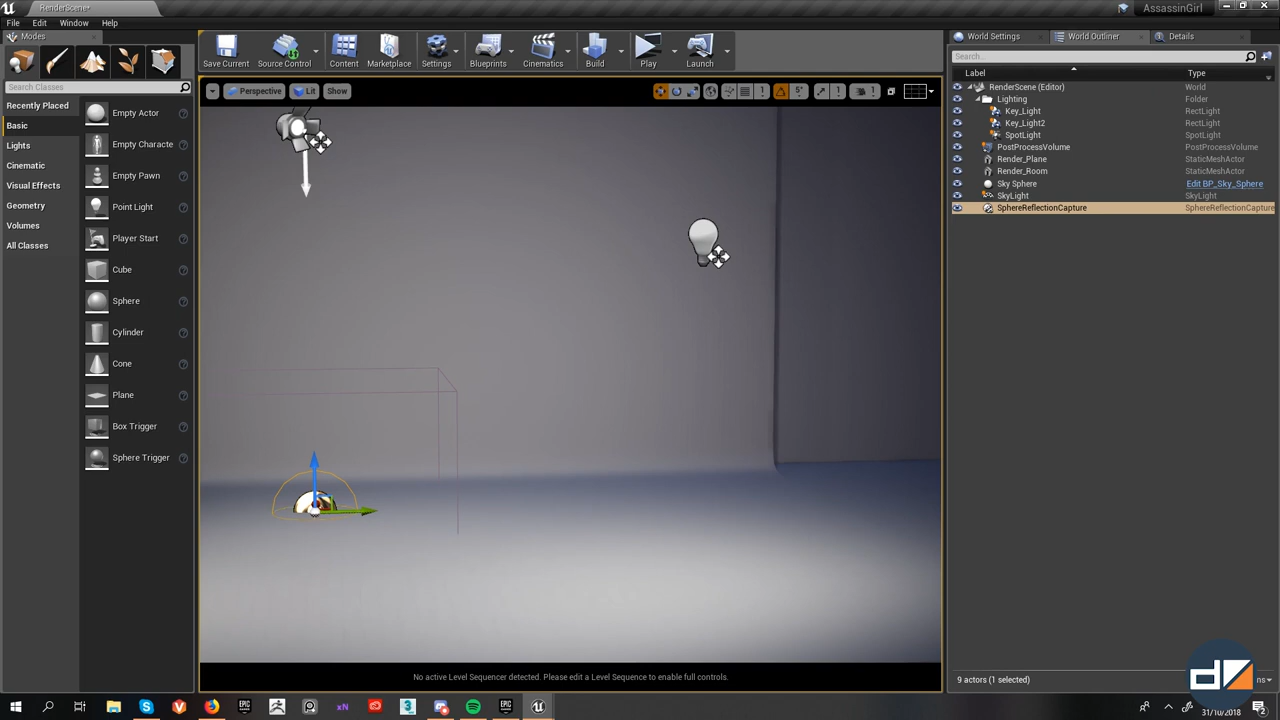 RenderScene*
AssassinGirl
File Edit Window Help
Modes
World Settings
World Outliner
Details
Save Current
Source Control
Content
Marketplace
Settings
Blueprints
Cinematics
Build
Play
Launch
Search Classes
Search...
Label
Type
Recently Placed
Basic
Lights
Cinematic
Visual Effects
Geometry
Volumes
All Classes
Empty Actor
Empty Characte
Empty Pawn
Point Light
Player Start
Cube
Sphere
Cylinder
Cone
Plane
Box Trigger
Sphere Trigger
Perspective
Lit
Show
1
5°
1
1
RenderScene (Editor) World
Lighting Folder
Key_Light RectLight
Key_Light2 RectLight
SpotLight SpotLight
PostProcessVolume PostProcessVolume
Render_Plane StaticMeshActor
Render_Room StaticMeshActor
Sky Sphere Edit BP_Sky_Sphere
SkyLight SkyLight
SphereReflectionCapture SphereReflectionCapture
No active Level Sequencer detected. Please edit a Level Sequence to enable full controls.
9 actors (1 selected)
31/10/2018